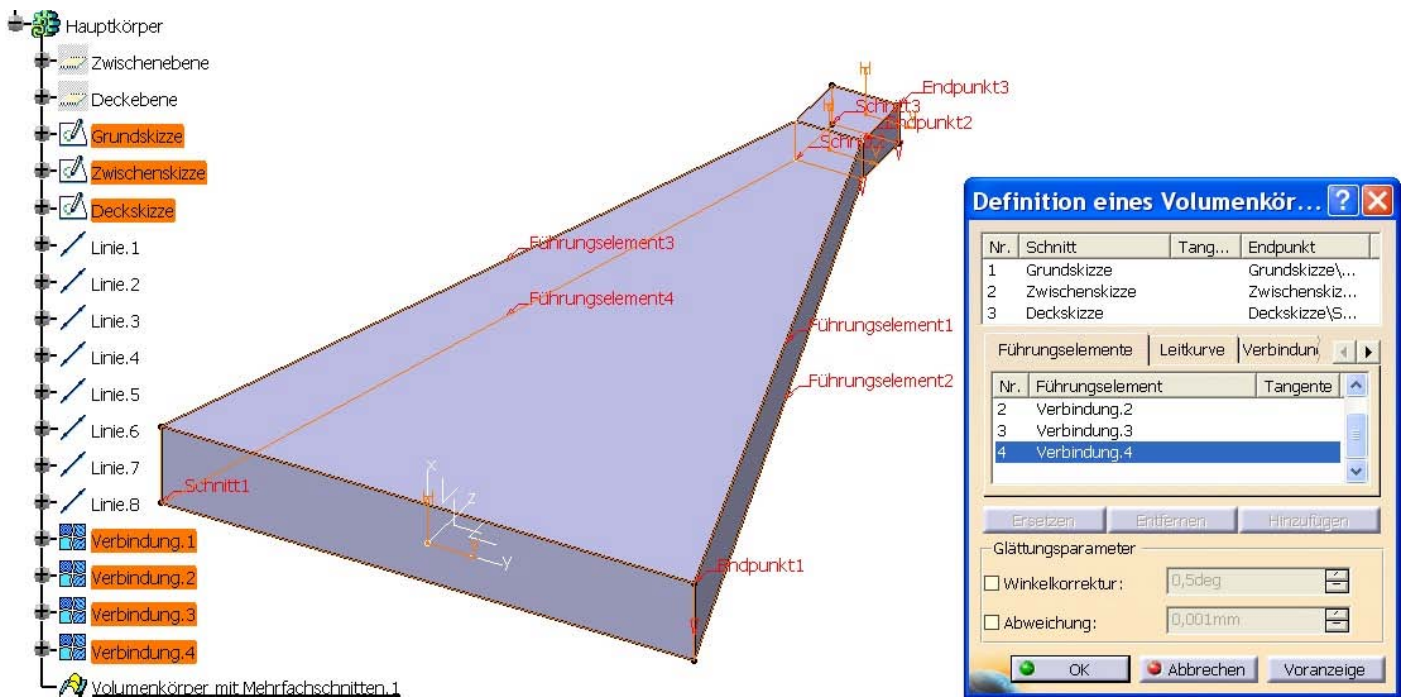 Hauptkörper
Zwischenebene
Deckebene
Grundskizze
Zwischenskizze
Deckskizze
Linie.1
Linie.2
Linie.3
Linie.4
Linie.5
Linie.6
Linie.7
Linie.8
Verbindung.1
Verbindung.2
Verbindung.3
Verbindung.4
Volumenkörper mit Mehrfachschnitten.1
Endpunkt3
Schnitt3
Endpunkt2
Führungselement3
Führungselement4
Führungselement1
Führungselement2
Schnitt1
Endpunkt1
X
Z
Y
Definition eines Volumenkör...
Nr. Schnitt Tang... Endpunkt
1 Grundskizze Grundskizze\...
2 Zwischenskizze Zwischenskiz...
3 Deckskizze Deckskizze\S...
Führungselemente Leitkurve
Nr. Führungselement Tangente
2 Verbindung.2
3 Verbindung.3
4 Verbindung.4
Ersetzen Entfernen Hinzufügen
Glättungsparameter
Winkelkorrektur: 0,5deg
Abweichung: 0,001mm
OK Abbrechen Voranzeige